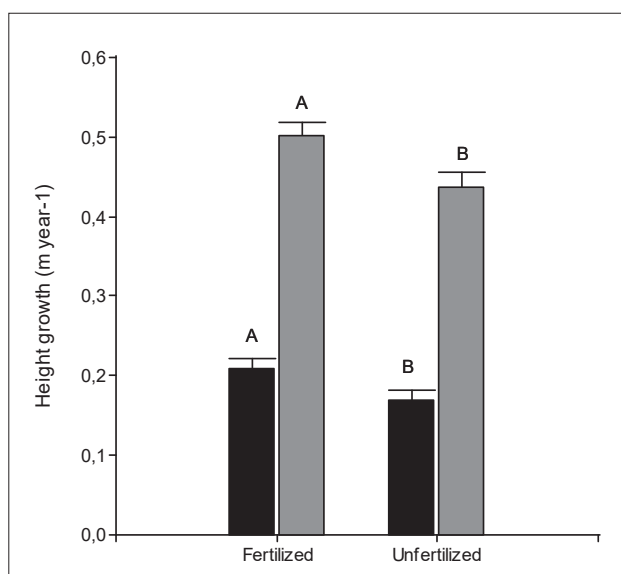 0,6
A
0,5
B
0,4
Height growth (m year-1)
0,3
A
B
0,2
0,1
0,0
Fertilized
Unfertilized